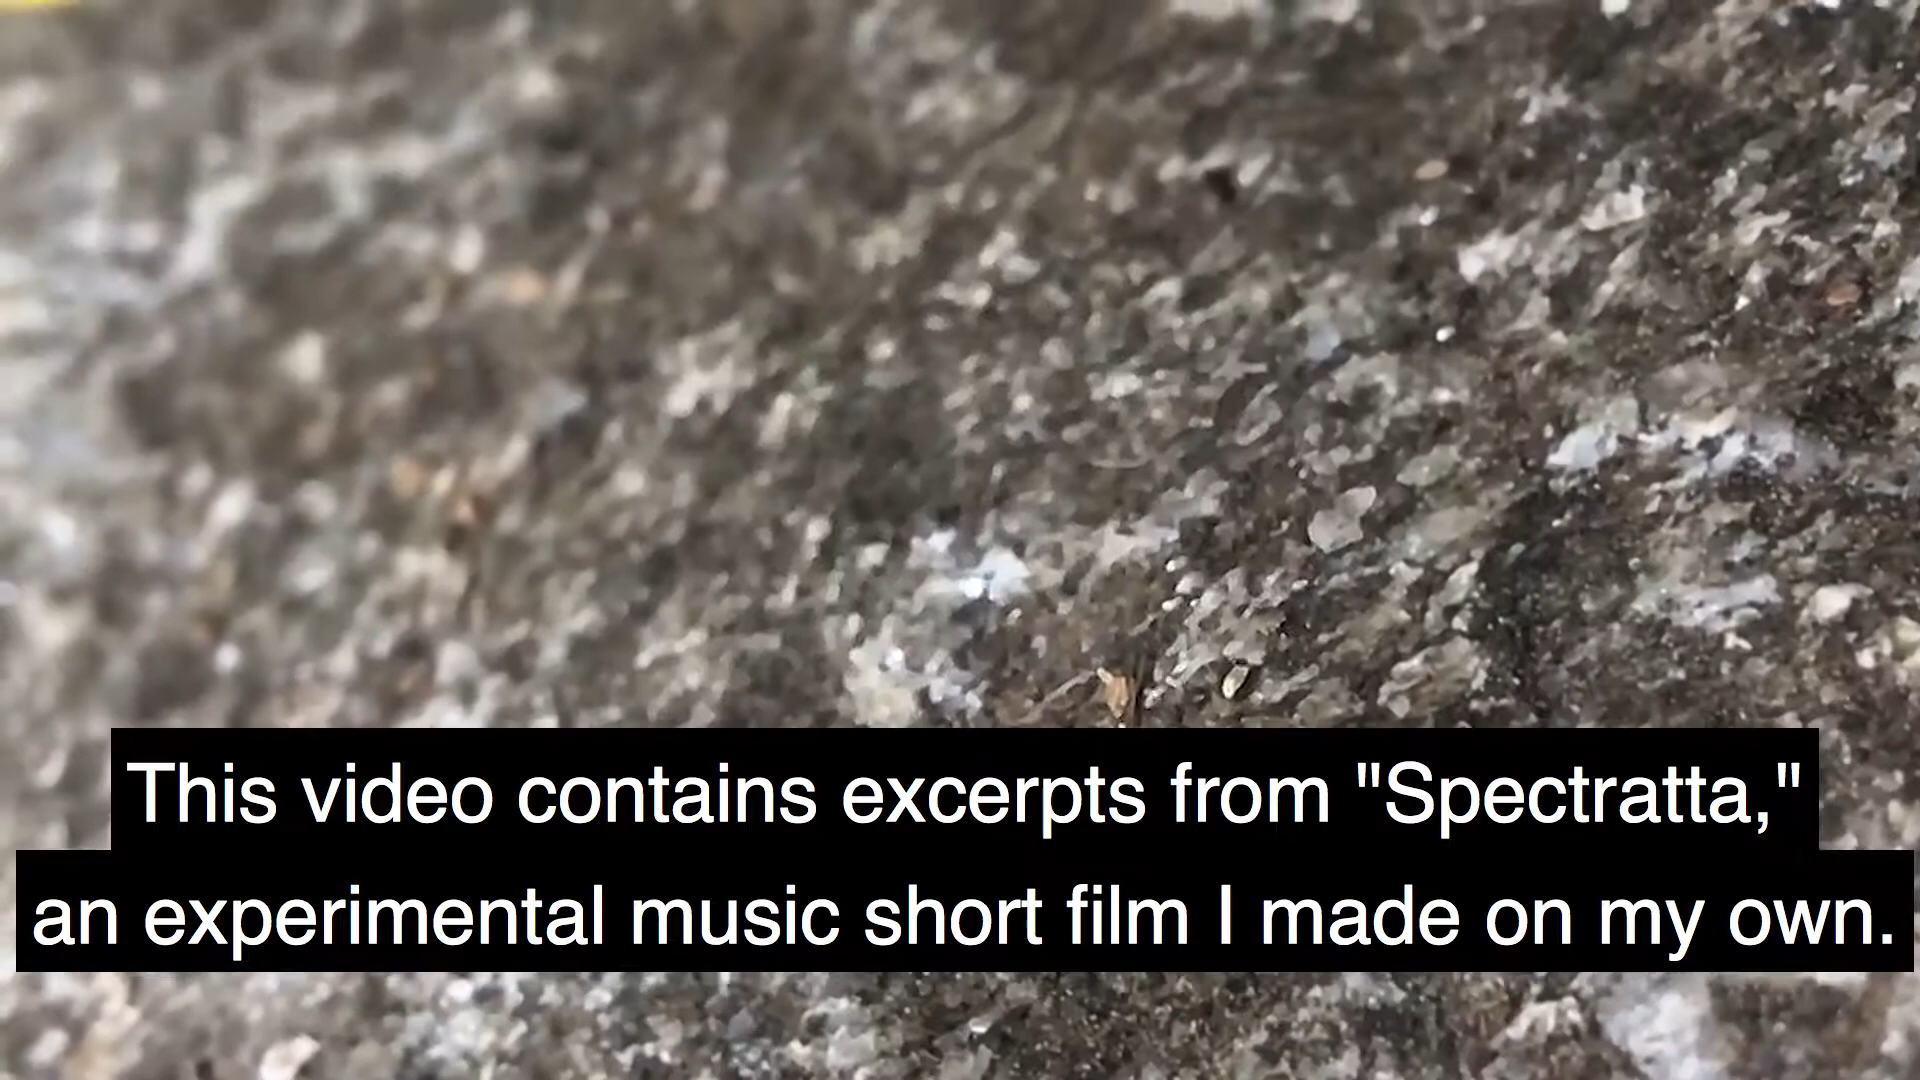 This video contains excerpts from "Spectratta,"
an experimental music short film I made on my own.